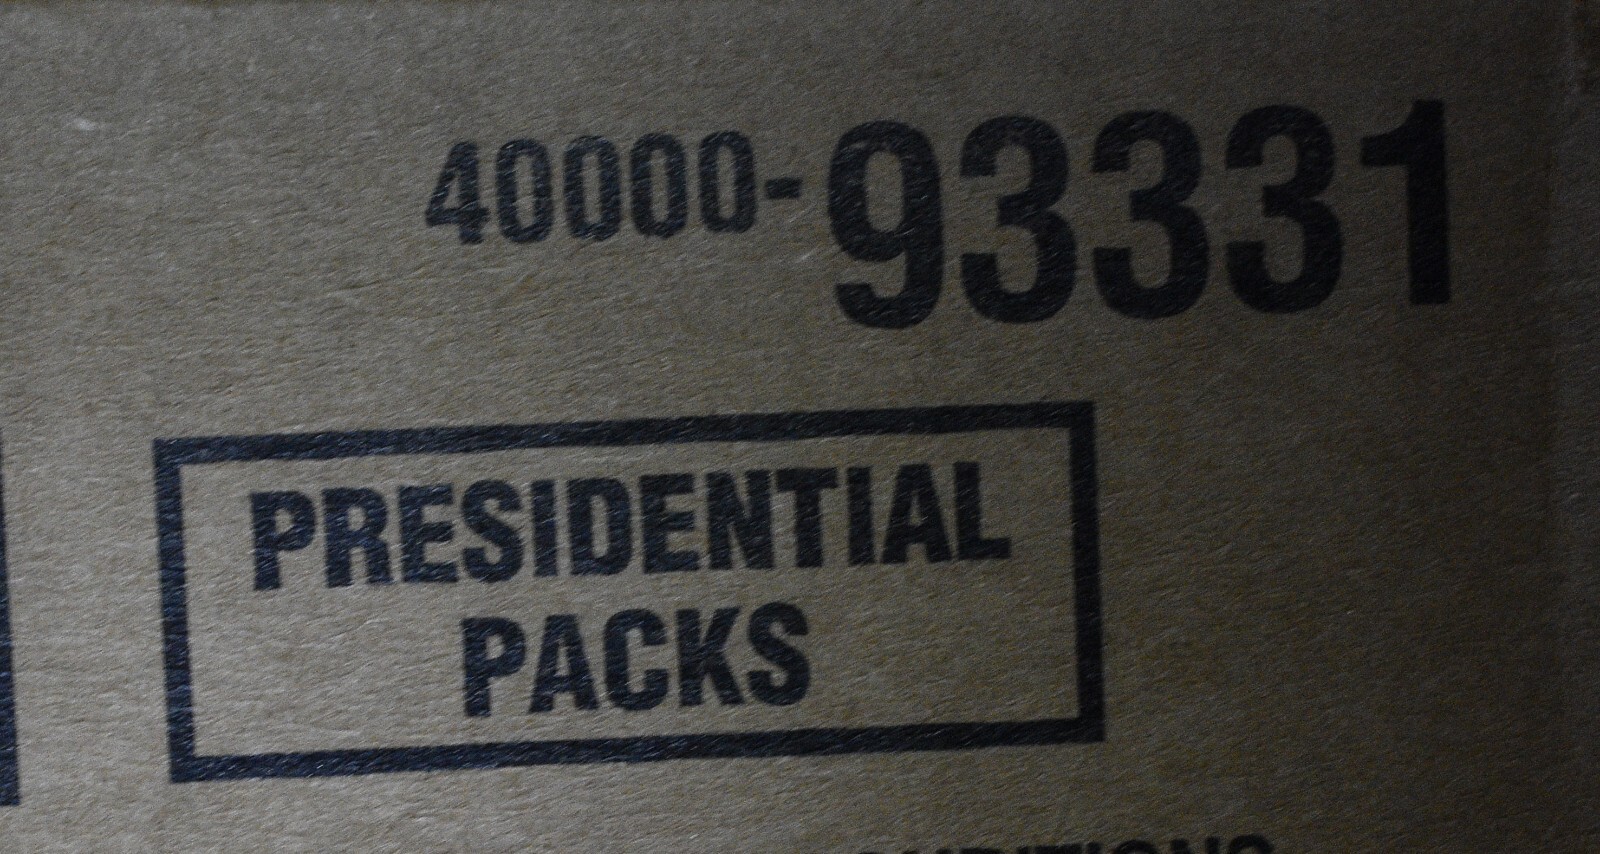 40000-93331
PRESIDENTIAL
PACKS